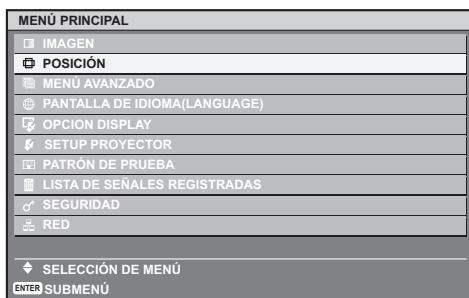 MENÚ PRINCIPAL
IMAGEN
POSICIÓN
MENÚ AVANZADO
PANTALLA DE IDIOMA(LANGUAGE)
OPCION DISPLAY
SETUP PROYECTOR
PATRÓN DE PRUEBA
LISTA DE SEÑALES REGISTRADAS
SEGURIDAD
RED
SELECCIÓN DE MENÚ
ENTER SUBMENÚ